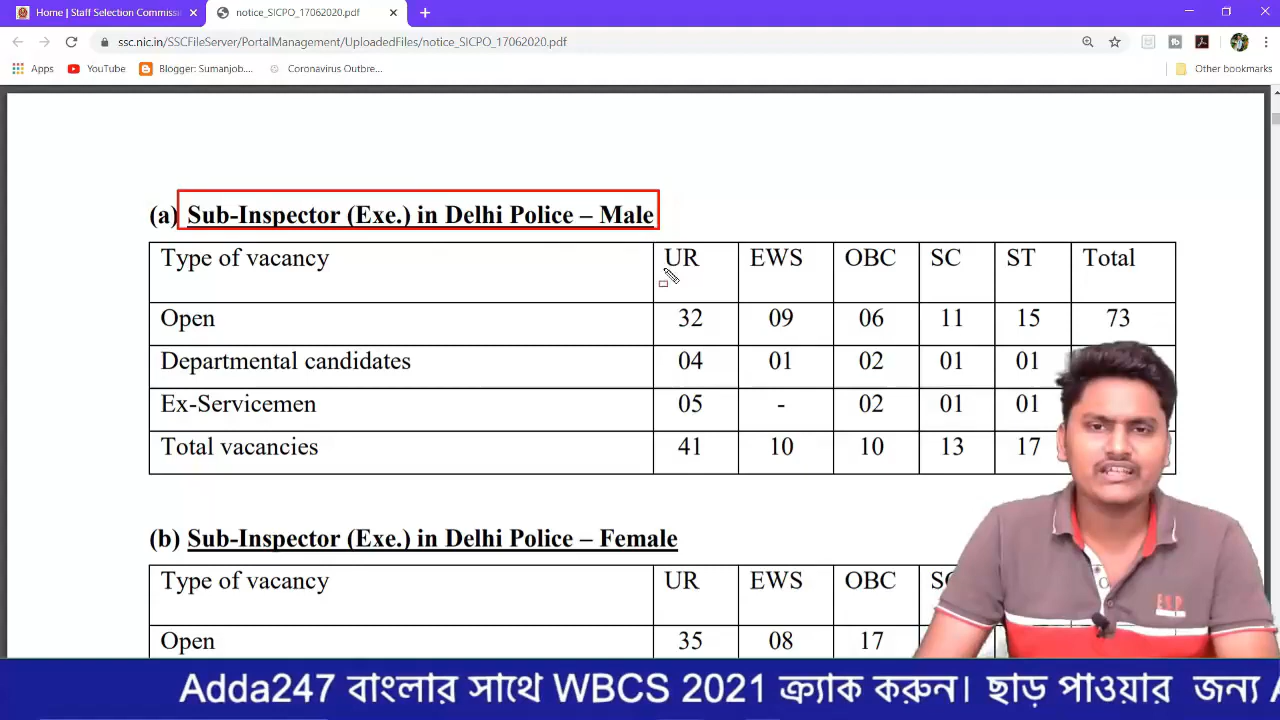 Home | Staff Selection Commissi
notice_SICPO_17062020.pdf
ssc.nic.in/SSCFileServer/PortalManagement/UploadedFiles/notice_SICPO_17062020.pdf
Apps YouTube Blogger: Sumanjob.... Coronavirus Outbre... Other bookmarks
(a) Sub-Inspector (Exe.) in Delhi Police – Male
Type of vacancy UR EWS OBC SC ST Total
Open 32 09 06 11 15 73
Departmental candidates 04 01 02 01 01
Ex-Servicemen 05 - 02 01 01
Total vacancies 41 10 10 13 17
(b) Sub-Inspector (Exe.) in Delhi Police – Female
Type of vacancy UR EWS OBC
Open 35 08 17
Adda247 বাংলার সাথে WBCS 2021 ক্র্যাক করুন। ছাড় পাওয়ার জন্য